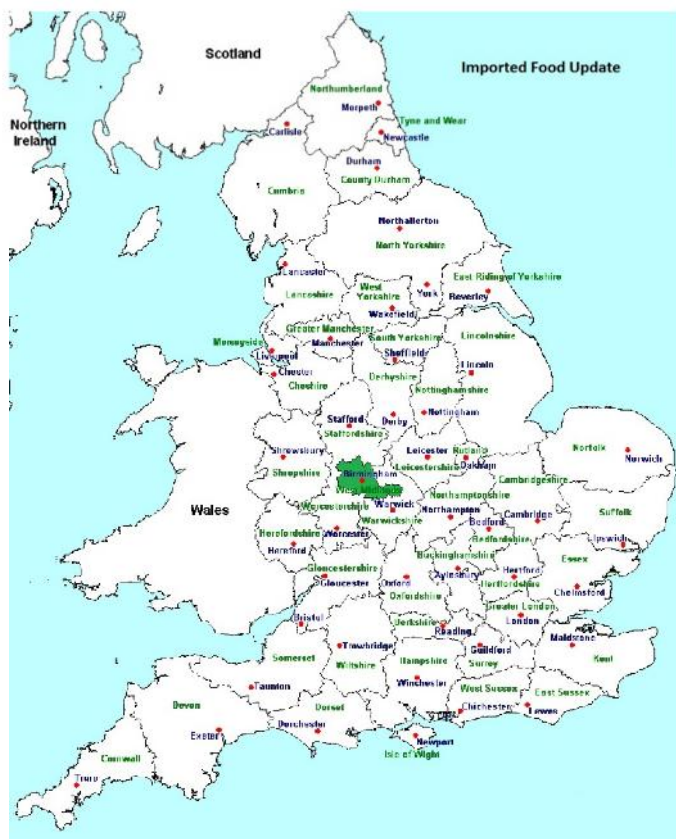 Scotland
Imported Food Update
Northumberland
Morpeth
Northern
Ireland
Carlisle
Tyne and Wear
Newcastle
Durham
County Durham
Cumbria
Northallerton
North Yorkshire
Lancaster
Lancashire
West
Yorkshire
York
East Riding of Yorkshire
Beverley
Wakefield
Greater Manchester
South Yorkshire
Lincolnshire
Merseyside
Liverpool
Manchester
Sheffield
Chester
Cheshire
Derbyshire
Lincoln
Nottinghamshire
Stafford
Derby
Nottingham
Staffordshire
Shrewsbury
Leicester
Rutland
Norfolk
Norwich
Shropshire
Leicestershire
Oakham
Birmingham
West Midlands
Cambridgeshire
Northamptonshire
Wales
Worcestershire
Warwick
Warwickshire
Northampton
Cambridge
Suffolk
Herefordshire
Worcester
Bedford
Bedfordshire
Ipswich
Hereford
Buckinghamshire
Essex
Gloucestershire
Gloucester
Oxford
Aylesbury
Hertford
Hertfordshire
Chelmsford
Oxfordshire
Greater London
London
Bristol
Berkshire
Reading
Maidstone
Trowbridge
Guildford
Somerset
Wiltshire
Hampshire
Surrey
Kent
Winchester
Taunton
West Sussex
East Sussex
Devon
Dorset
Chichester
Lewes
Exeter
Dorchester
Newport
Isle of Wight
Cornwall
Truro